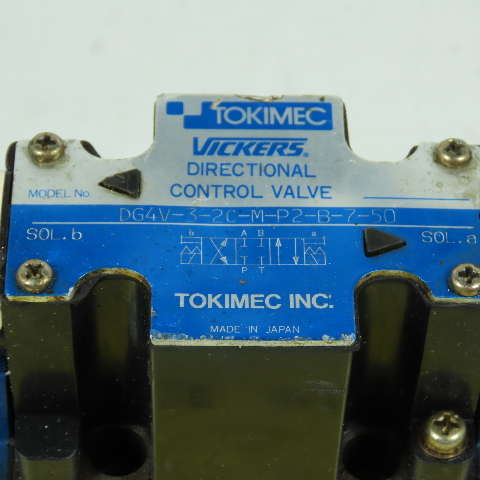 TOKIMEC
VICKERS®
DIRECTIONAL
CONTROL VALVE
MODEL No.
DG4V-3-2C-M-P2-B-7-50
SOL.b
SOL.a
b A B a
P T
TOKIMEC INC.
MADE IN JAPAN